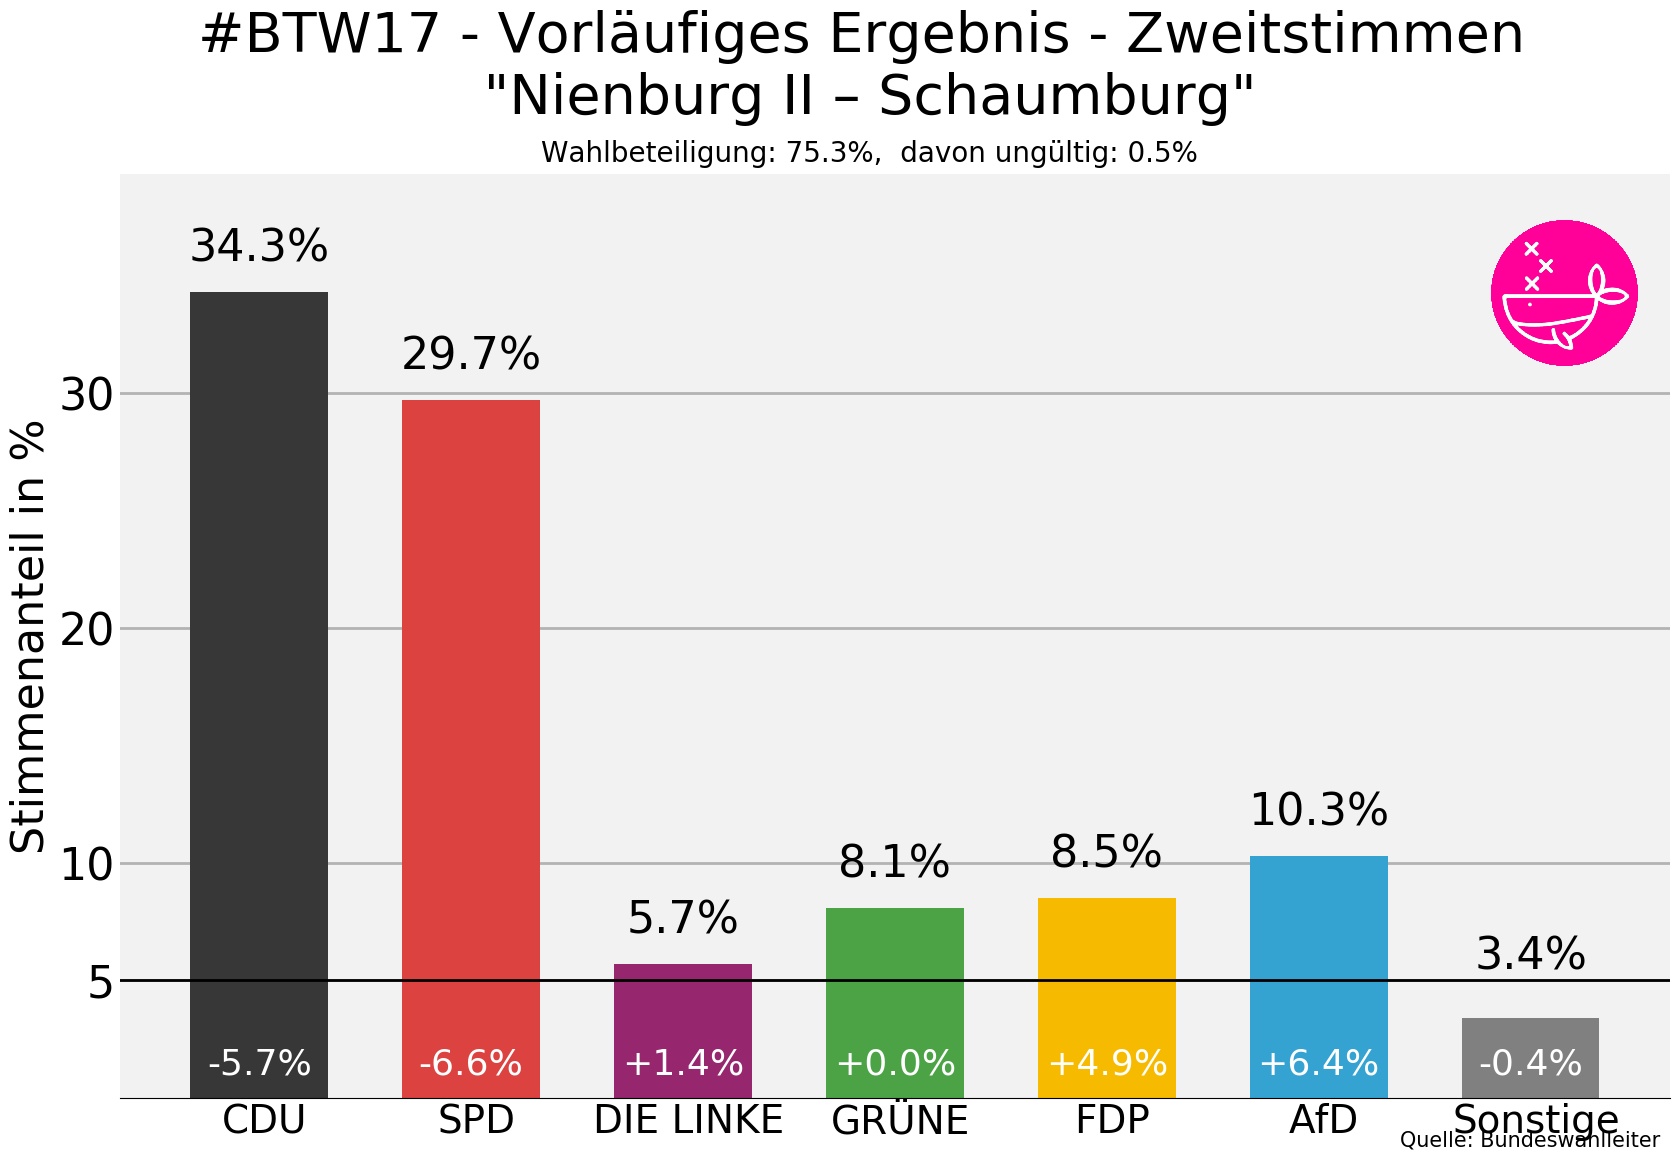 #BTW17 - Vorläufiges Ergebnis - Zweitstimmen
"Nienburg II – Schaumburg"
Wahlbeteiligung: 75.3%, davon ungültig: 0.5%
Stimmenanteil in %
30
20
10
5
34.3%
29.7%
5.7%
8.1%
8.5%
10.3%
3.4%
-5.7%
-6.6%
+1.4%
+0.0%
+4.9%
+6.4%
-0.4%
CDU
SPD
DIE LINKE
GRÜNE
FDP
AfD
Sonstige
Quelle: Bundeswahlleiter